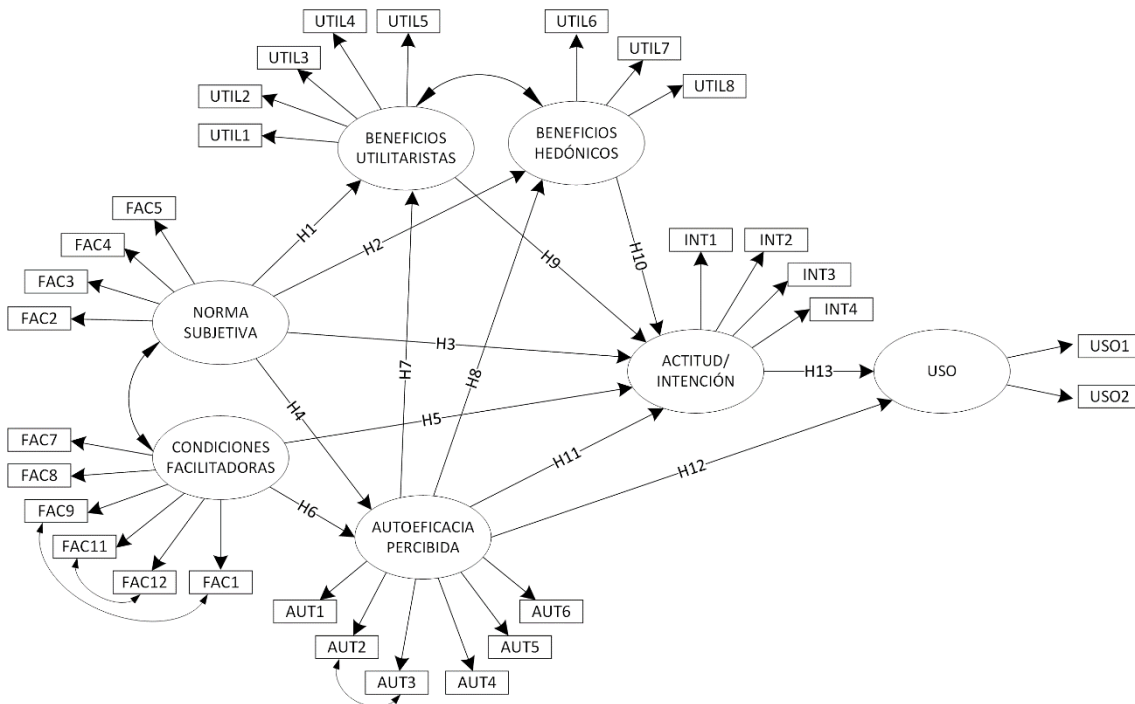 UTIL4
UTIL5
UTIL6
UTIL3
UTIL7
UTIL2
UTIL8
UTIL1
BENEFICIOS
UTILITARISTAS
BENEFICIOS
HEDÓNICOS
FAC5
FAC4
FAC3
FAC2
H1
H2
H9
H10
INT1
INT2
INT3
INT4
NORMA
SUBJETIVA
H3
H7
H8
ACTITUD/
INTENCIÓN
H13
USO
USO1
USO2
H4
H5
FAC7
FAC8
FAC9
FAC11
FAC12
FAC1
CONDICIONES
FACILITADORAS
H6
H11
H12
AUTOEFICACIA
PERCIBIDA
AUT1
AUT2
AUT3
AUT4
AUT5
AUT6